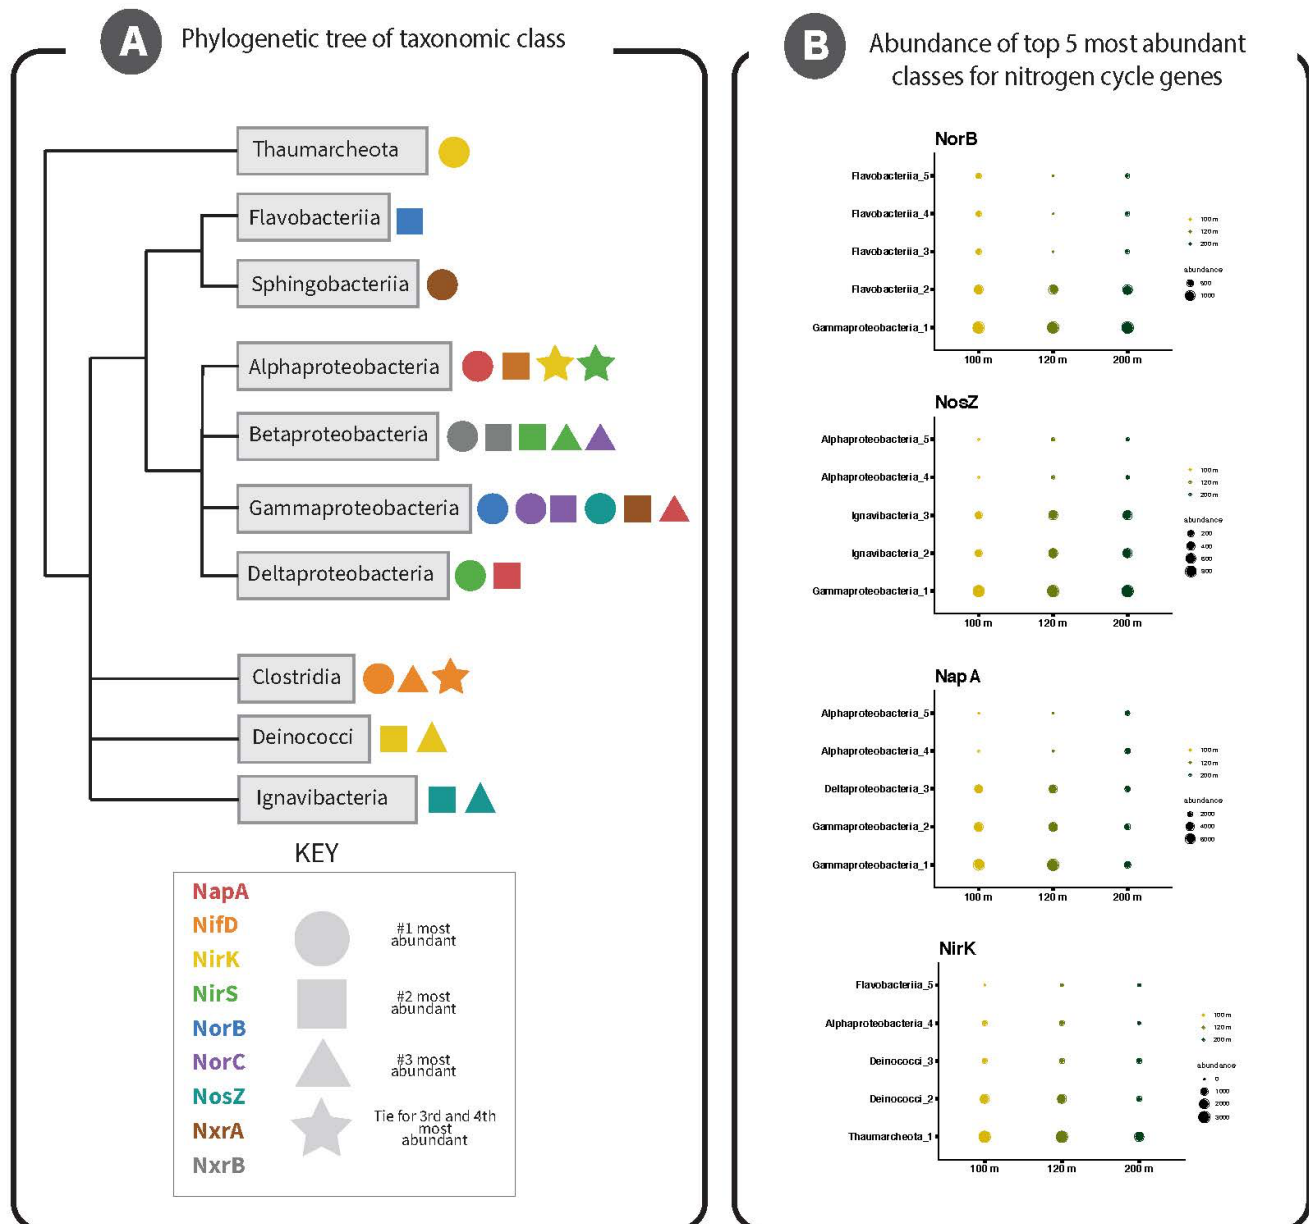 A
Phylogenetic tree of taxonomic class
Thaumarcheota
Flavobacteriia
Sphingobacteriia
Alphaproteobacteria
Betaproteobacteria
Gammaproteobacteria
Deltaproteobacteria
Clostridia
Deinococci
Ignavibacteria
KEY
NapA
NifD
NirK
NirS
NorB
NorC
NosZ
NxrA
NxrB
#1 most
abundant
#2 most
abundant
#3 most
abundant
Tie for 3rd and 4th
most
abundant
B
Abundance of top 5 most abundant
classes for nitrogen cycle genes
NorB
Flavobacteriia_5
Flavobacteriia_4
Flavobacteriia_3
Flavobacteriia_2
Gammaproteobacteria_1
100 m
120 m
200 m
100 m
120 m
200 m
abundance
500
1000
NosZ
Alphaproteobacteria_5
Alphaproteobacteria_4
Ignavibacteria_3
Ignavibacteria_2
Gammaproteobacteria_1
100 m
120 m
200 m
100 m
120 m
200 m
abundance
200
400
600
800
Nap A
Alphaproteobacteria_5
Alphaproteobacteria_4
Deltaproteobacteria_3
Gammaproteobacteria_2
Gammaproteobacteria_1
100 m
120 m
200 m
100 m
120 m
200 m
abundance
2000
4000
6000
NirK
Flavobacteriia_5
Alphaproteobacteria_4
Deinococci_3
Deinococci_2
Thaumarcheota_1
100 m
120 m
200 m
100 m
120 m
200 m
abundance
0
1000
2000
3000